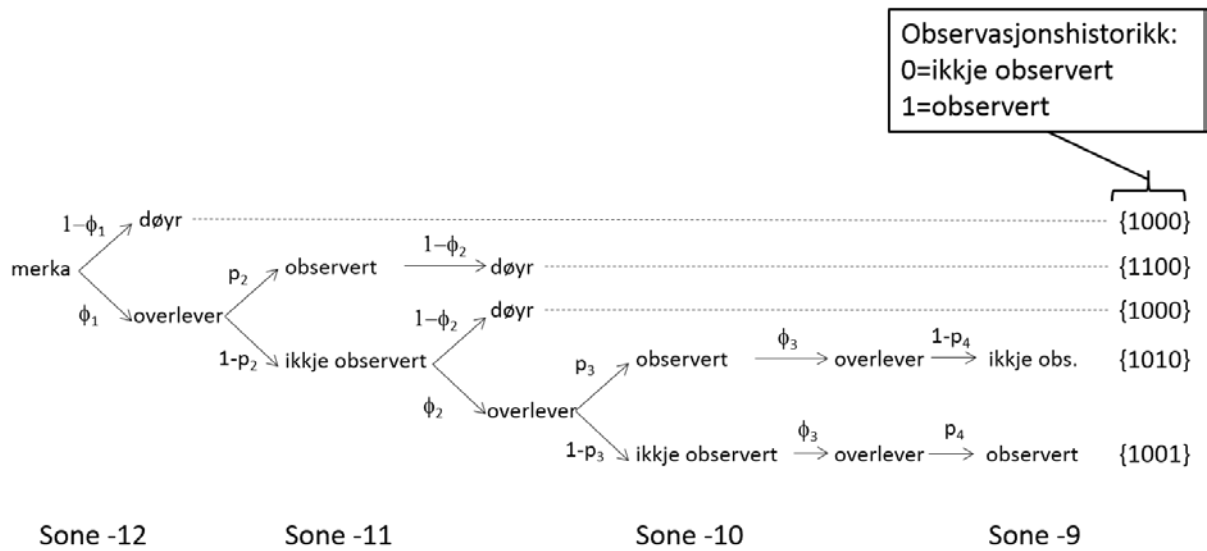 Observasjonshistorikk:
0=ikkje observert
1=observert
1−ϕ₁ døyr {1000}
merka p₂ observert 1−ϕ₂ døyr {1100}
ϕ₁ overlever 1−ϕ₂ døyr {1000}
1-p₂ ikkje observert p₃ observert ϕ₃ overlever 1-p₄ ikkje obs. {1010}
ϕ₂ overlever
1-p₃ ikkje observert ϕ₃ overlever p₄ observert {1001}
Sone -12 Sone -11 Sone -10 Sone -9